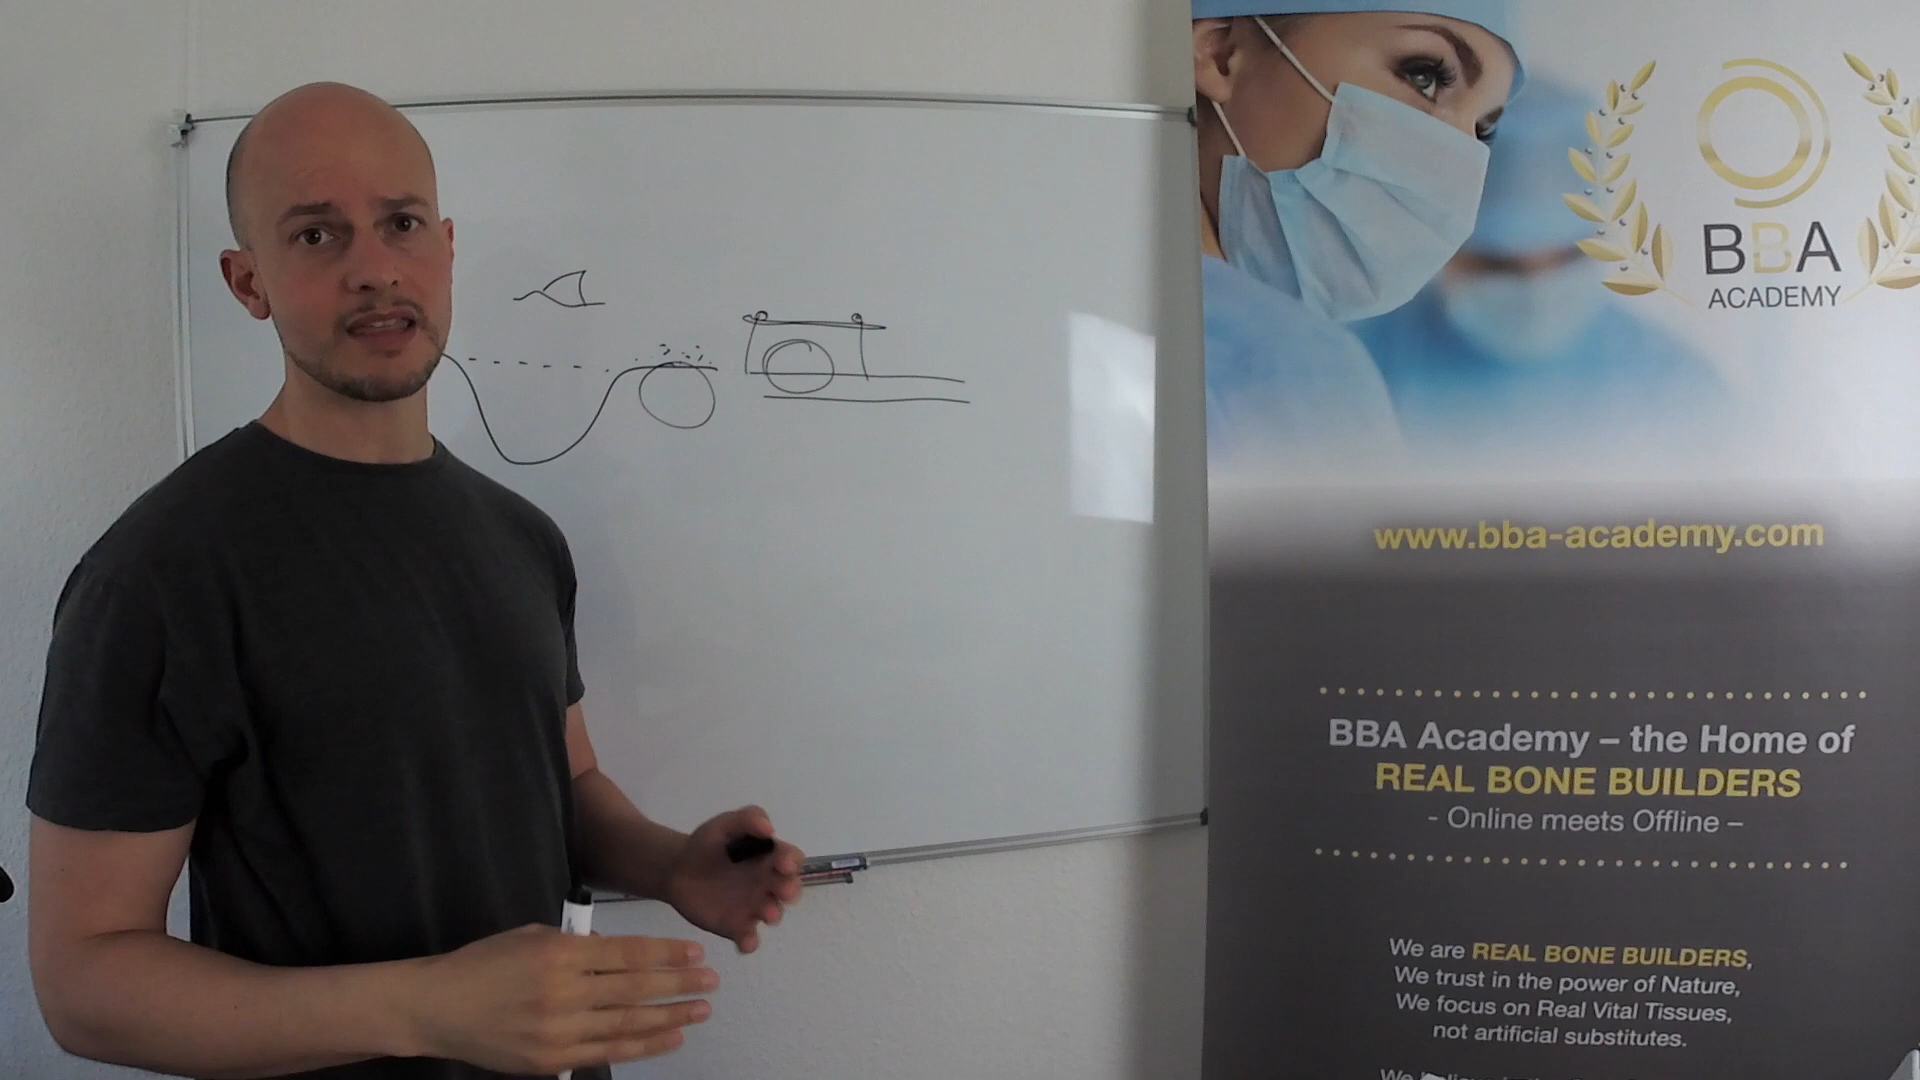 BBA
ACADEMY
www.bba-academy.com
BBA Academy – the Home of
REAL BONE BUILDERS
- Online meets Offline –
We are REAL BONE BUILDERS,
We trust in the power of Nature,
We focus on Real Vital Tissues,
not artificial substitutes.
We